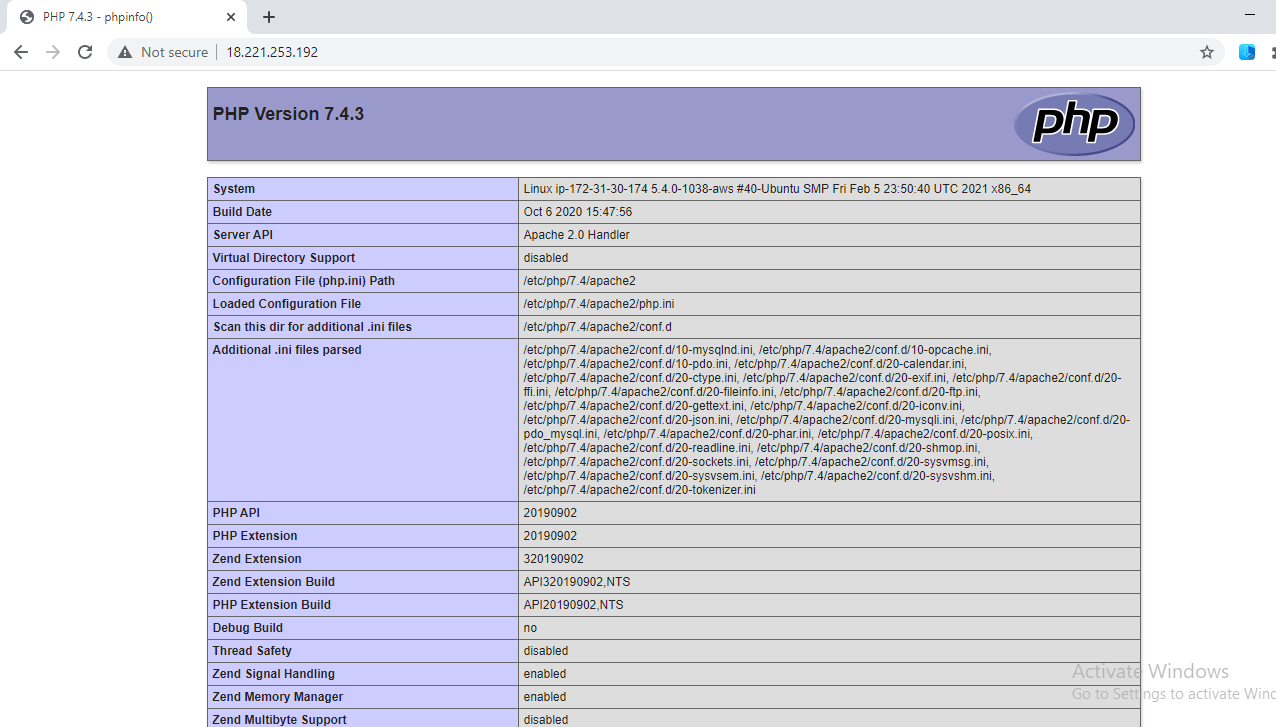 PHP 7.4.3 - phpinfo()
Not secure 18.221.253.192
PHP Version 7.4.3
php
System Linux ip-172-31-30-174 5.4.0-1038-aws #40-Ubuntu SMP Fri Feb 5 23:50:40 UTC 2021 x86_64
Build Date Oct 6 2020 15:47:56
Server API Apache 2.0 Handler
Virtual Directory Support disabled
Configuration File (php.ini) Path /etc/php/7.4/apache2
Loaded Configuration File /etc/php/7.4/apache2/php.ini
Scan this dir for additional .ini files /etc/php/7.4/apache2/conf.d
Additional .ini files parsed /etc/php/7.4/apache2/conf.d/10-mysqlnd.ini, /etc/php/7.4/apache2/conf.d/10-opcache.ini,
/etc/php/7.4/apache2/conf.d/10-pdo.ini, /etc/php/7.4/apache2/conf.d/20-calendar.ini,
/etc/php/7.4/apache2/conf.d/20-ctype.ini, /etc/php/7.4/apache2/conf.d/20-exif.ini, /etc/php/7.4/apache2/conf.d/20-
ffi.ini, /etc/php/7.4/apache2/conf.d/20-fileinfo.ini, /etc/php/7.4/apache2/conf.d/20-ftp.ini,
/etc/php/7.4/apache2/conf.d/20-gettext.ini, /etc/php/7.4/apache2/conf.d/20-iconv.ini,
/etc/php/7.4/apache2/conf.d/20-json.ini, /etc/php/7.4/apache2/conf.d/20-mysqli.ini, /etc/php/7.4/apache2/conf.d/20-
pdo_mysql.ini, /etc/php/7.4/apache2/conf.d/20-phar.ini, /etc/php/7.4/apache2/conf.d/20-posix.ini,
/etc/php/7.4/apache2/conf.d/20-readline.ini, /etc/php/7.4/apache2/conf.d/20-shmop.ini,
/etc/php/7.4/apache2/conf.d/20-sockets.ini, /etc/php/7.4/apache2/conf.d/20-sysvmsg.ini,
/etc/php/7.4/apache2/conf.d/20-sysvsem.ini, /etc/php/7.4/apache2/conf.d/20-sysvshm.ini,
/etc/php/7.4/apache2/conf.d/20-tokenizer.ini
PHP API 20190902
PHP Extension 20190902
Zend Extension 320190902
Zend Extension Build API320190902,NTS
PHP Extension Build API20190902,NTS
Debug Build no
Thread Safety disabled
Zend Signal Handling enabled
Zend Memory Manager enabled
Zend Multibyte Support disabled
Activate Windows
Go to Settings to activate Wind